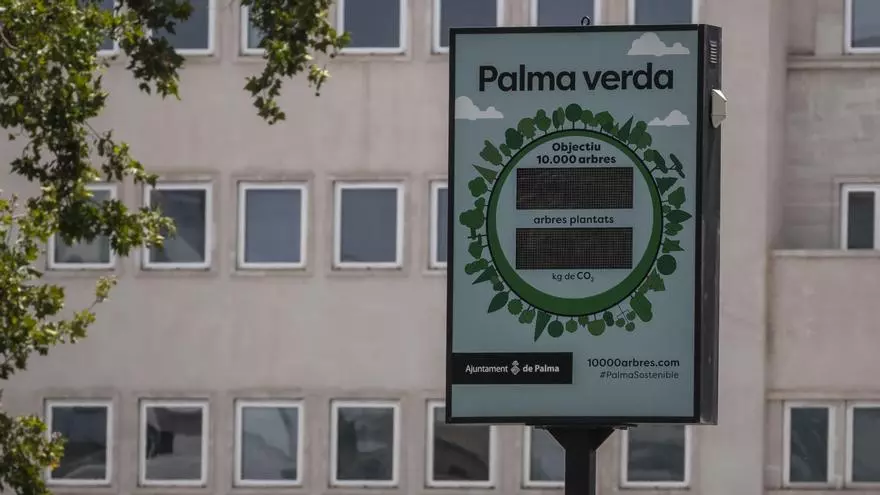 Palma verda
Objectiu
10.000 arbres
arbres plantats
kg de CO₂
Ajuntament de Palma
10000arbres.com
#PalmaSostenible